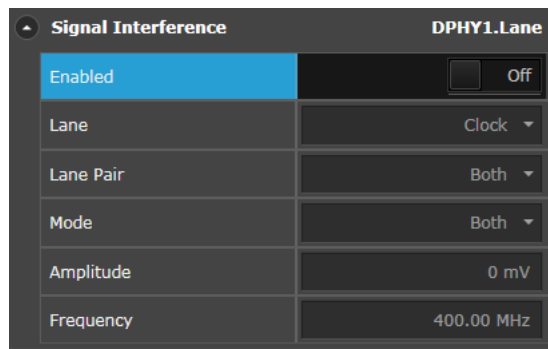 Signal Interference DPHY1.Lane
Enabled Off
Lane Clock
Lane Pair Both
Mode Both
Amplitude 0 mV
Frequency 400.00 MHz